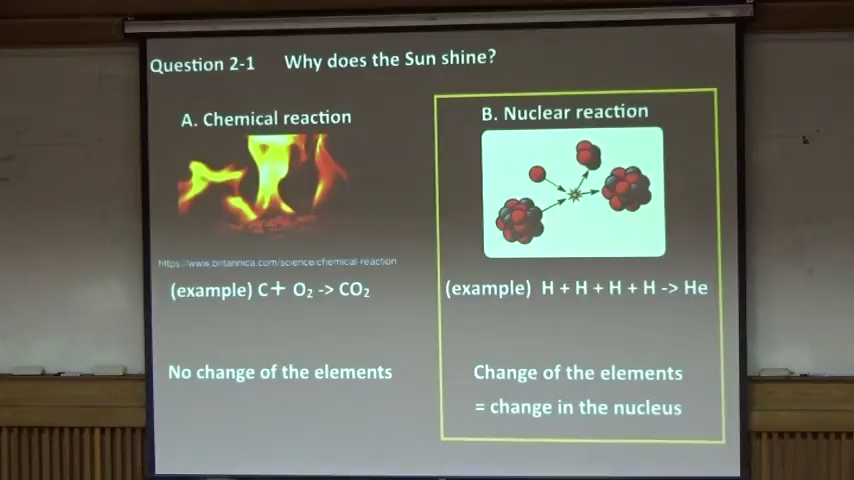 Question 2-1 Why does the Sun shine?
A. Chemical reaction
https://www.britannica.com/science/chemical-reaction
(example) C+ O₂ -> CO₂
No change of the elements
B. Nuclear reaction
(example) H + H + H + H -> He
Change of the elements
= change in the nucleus